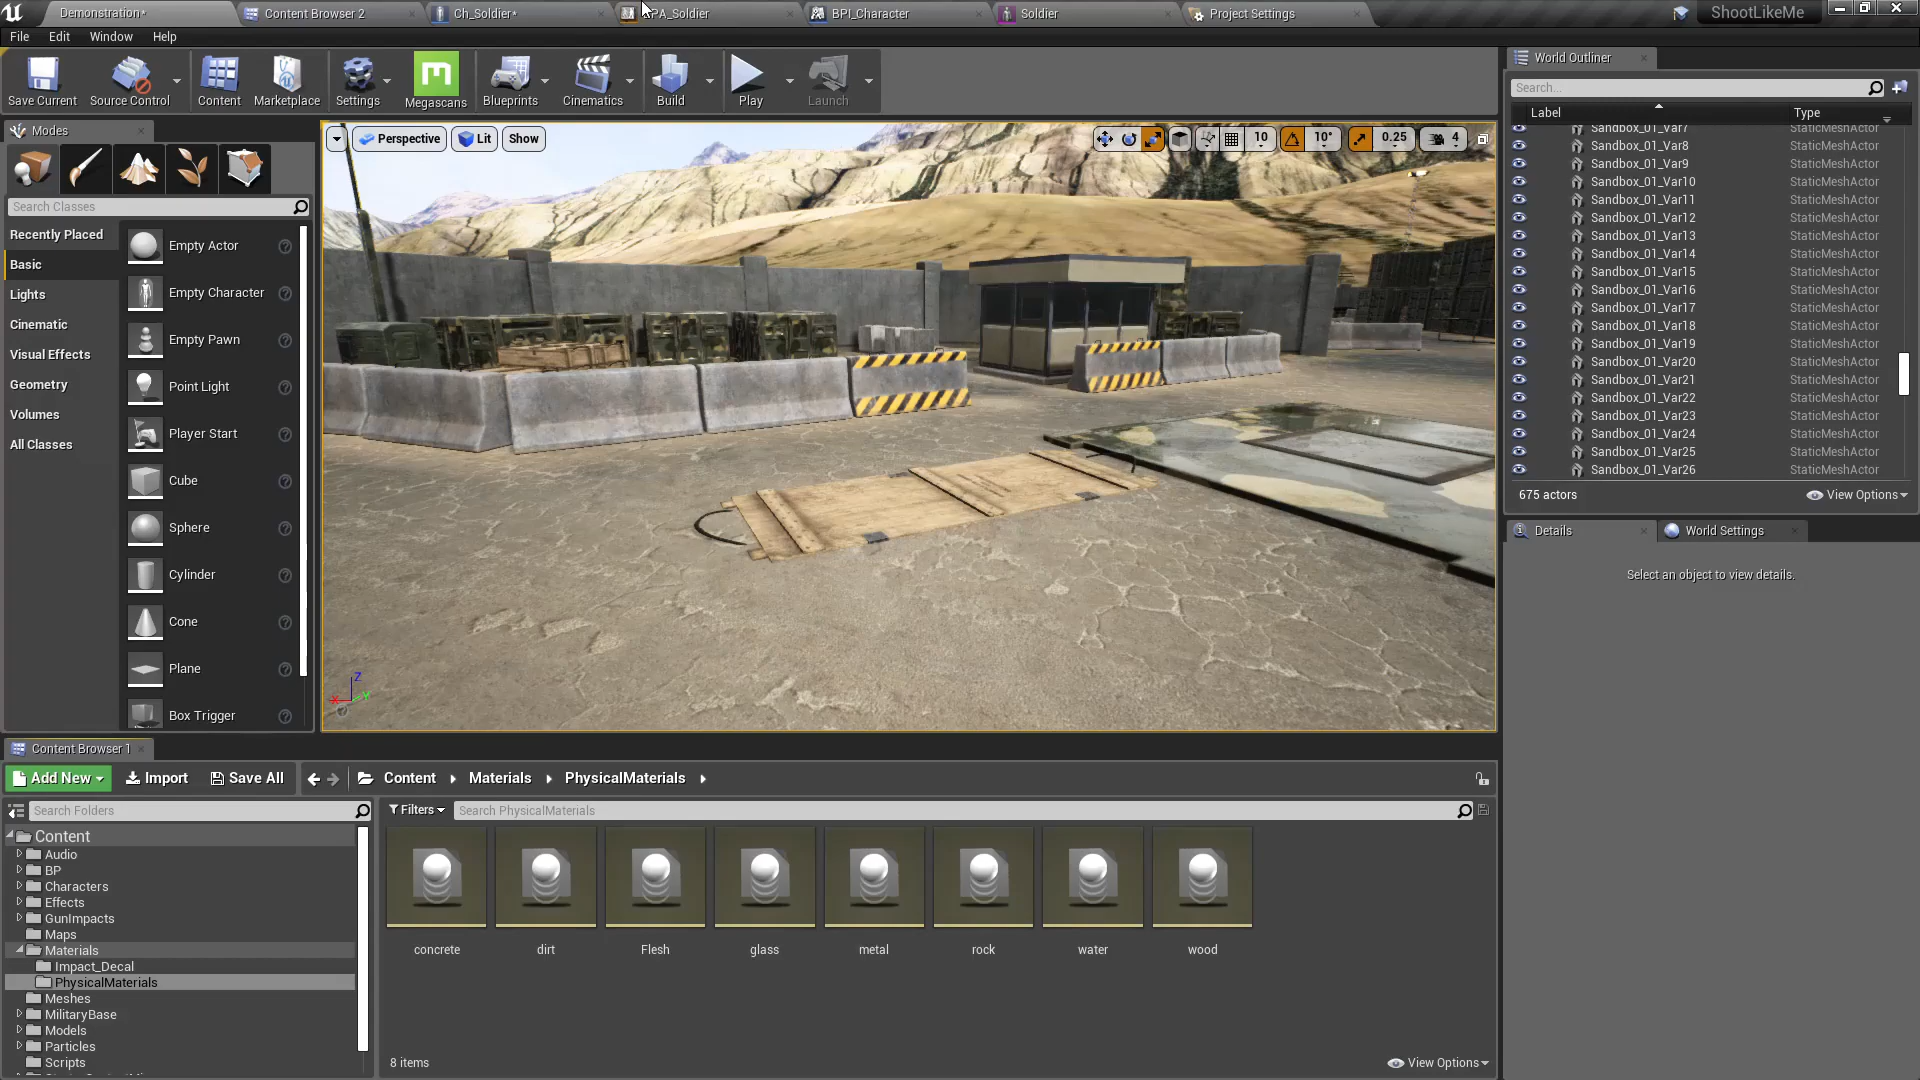 Demonstration*
Content Browser 2
Ch_Soldier*
PA_Soldier
BPI_Character
Soldier
Project Settings
ShootLikeMe
File Edit Window Help
Save Current
Source Control
Content
Marketplace
Settings
Megascans
Blueprints
Cinematics
Build
Play
Launch
Modes
Search Classes
Recently Placed
Basic
Lights
Cinematic
Visual Effects
Geometry
Volumes
All Classes
Empty Actor
Empty Character
Empty Pawn
Point Light
Player Start
Cube
Sphere
Cylinder
Cone
Plane
Box Trigger
Perspective
Lit
Show
10
10°
0.25
4
X
Y
Z
World Outliner
Search...
Label Type
Sandbox_01_Var7 StaticMeshActor
Sandbox_01_Var8 StaticMeshActor
Sandbox_01_Var9 StaticMeshActor
Sandbox_01_Var10 StaticMeshActor
Sandbox_01_Var11 StaticMeshActor
Sandbox_01_Var12 StaticMeshActor
Sandbox_01_Var13 StaticMeshActor
Sandbox_01_Var14 StaticMeshActor
Sandbox_01_Var15 StaticMeshActor
Sandbox_01_Var16 StaticMeshActor
Sandbox_01_Var17 StaticMeshActor
Sandbox_01_Var18 StaticMeshActor
Sandbox_01_Var19 StaticMeshActor
Sandbox_01_Var20 StaticMeshActor
Sandbox_01_Var21 StaticMeshActor
Sandbox_01_Var22 StaticMeshActor
Sandbox_01_Var23 StaticMeshActor
Sandbox_01_Var24 StaticMeshActor
Sandbox_01_Var25 StaticMeshActor
Sandbox_01_Var26 StaticMeshActor
675 actors
View Options
Details
World Settings
Select an object to view details.
Content Browser 1
Add New
Import
Save All
Content
Materials
PhysicalMaterials
Search Folders
Filters
Search PhysicalMaterials
Content
Audio
BP
Characters
Effects
GunImpacts
Maps
Materials
Impact_Decal
PhysicalMaterials
Meshes
MilitaryBase
Models
Particles
Scripts
concrete
dirt
Flesh
glass
metal
rock
water
wood
8 items
View Options